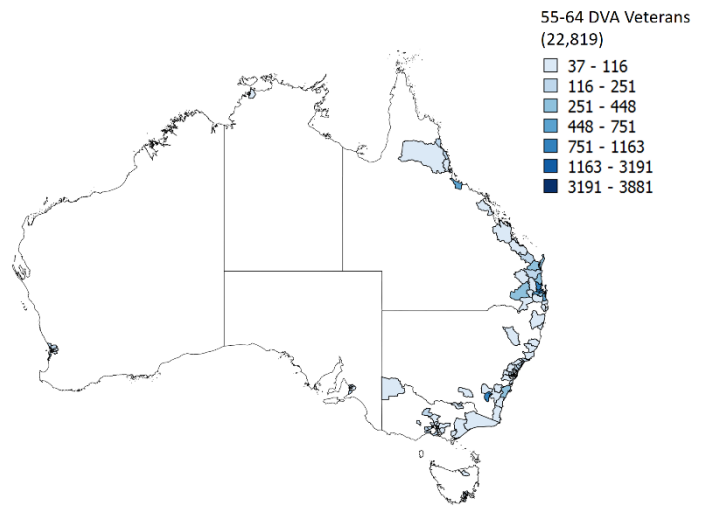 55-64 DVA Veterans
(22,819)
37 - 116
116 - 251
251 - 448
448 - 751
751 - 1163
1163 - 3191
3191 - 3881